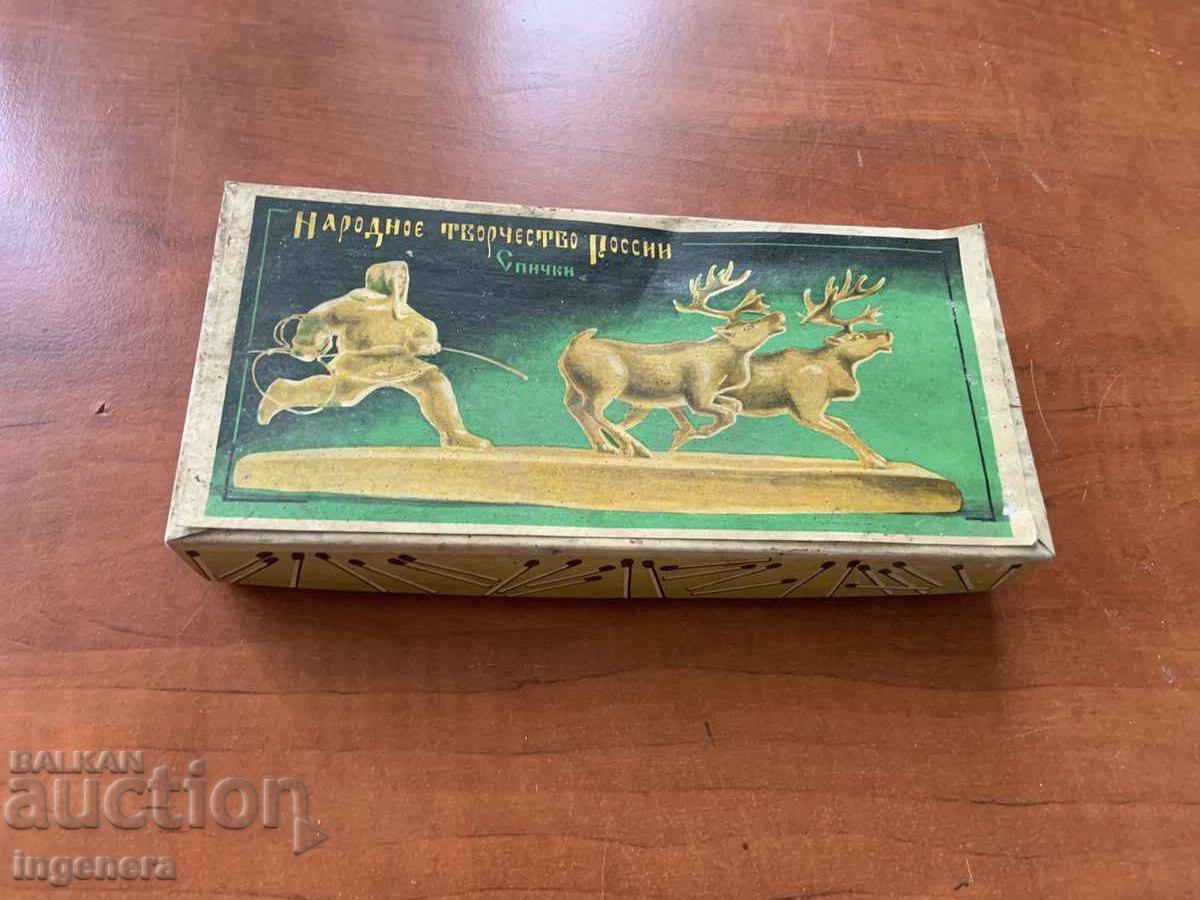 Народное творчество России
Спички
BALKAN
auction
ingenera